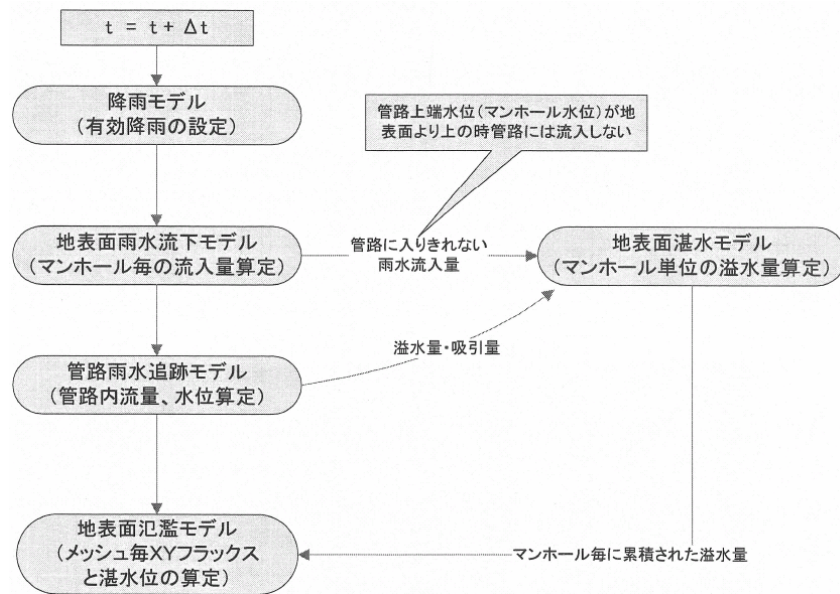 t = t + Δt
降雨モデル
(有効降雨の設定)
管路上端水位(マンホール水位)が地
表面より上の時管路には流入しない
地表面雨水流下モデル
(マンホール毎の流入量算定)
管路に入りきれない
雨水流入量
地表面湛水モデル
(マンホール単位の溢水量算定)
溢水量・吸引量
管路雨水追跡モデル
(管路内流量、水位算定)
地表面氾濫モデル
(メッシュ毎XYフラックス
と湛水位の算定)
マンホール毎に累積された溢水量